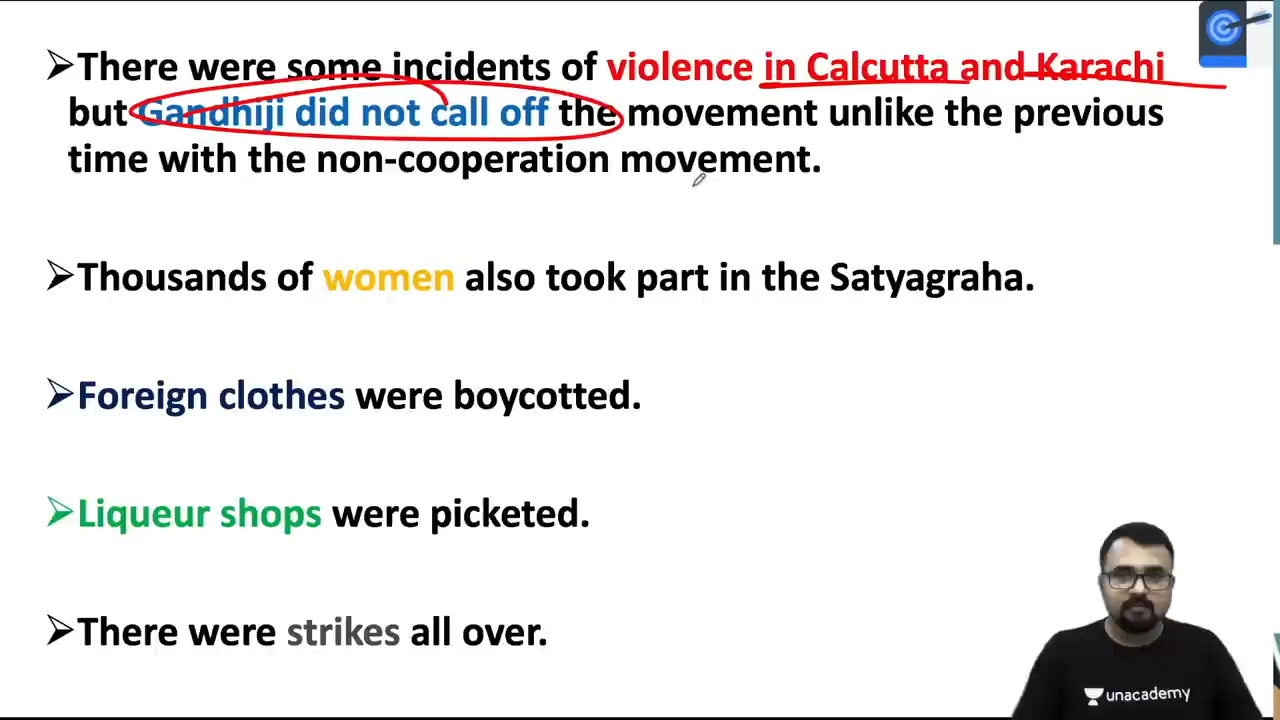 ➢There were some incidents of violence in Calcutta and Karachi
but Gandhiji did not call off the movement unlike the previous
time with the non-cooperation movement.
➢Thousands of women also took part in the Satyagraha.
➢Foreign clothes were boycotted.
➢Liqueur shops were picketed.
➢There were strikes all over.
unacademy